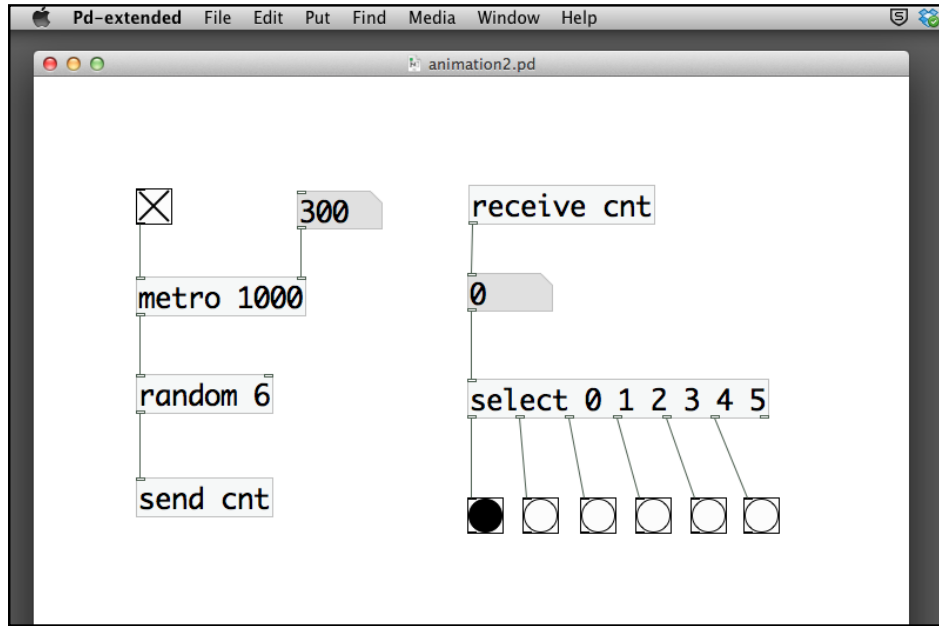 Pd-extended File Edit Put Find Media Window Help
animation2.pd
300
receive cnt
metro 1000
0
random 6
select 0 1 2 3 4 5
send cnt